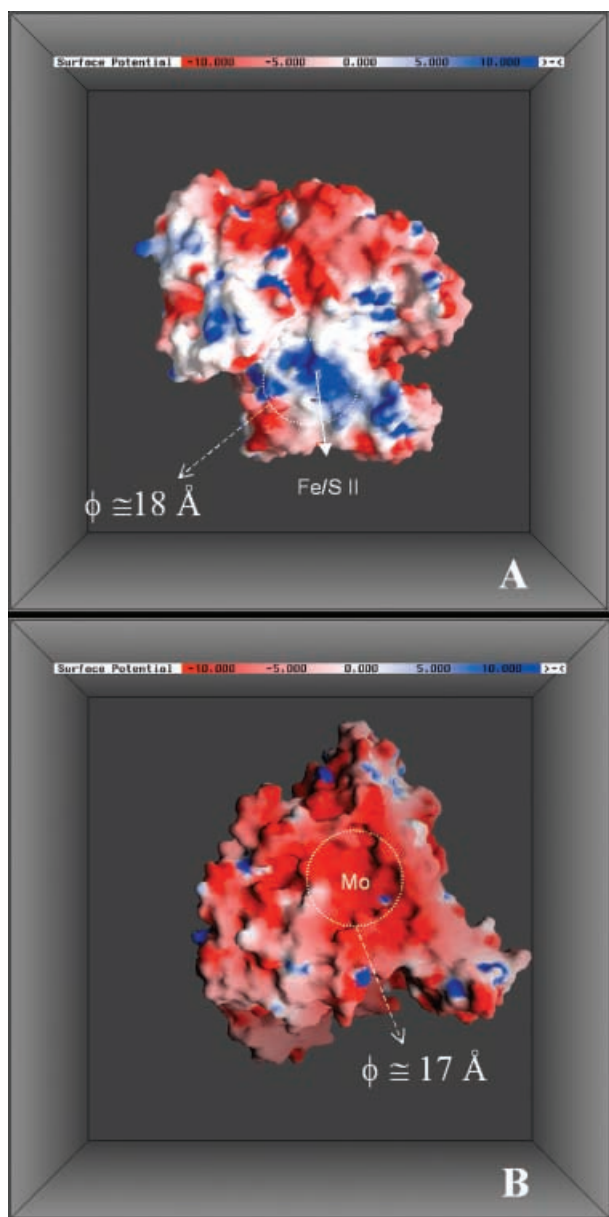 Surface Potential -10.000 -5.000 0.000 5.000 10.000 >-<
Fe/S II
ϕ ≅18 Å
A
Surface Potential -10.000 -5.000 0.000 5.000 10.000 >-<
Mo
ϕ ≅ 17 Å
B